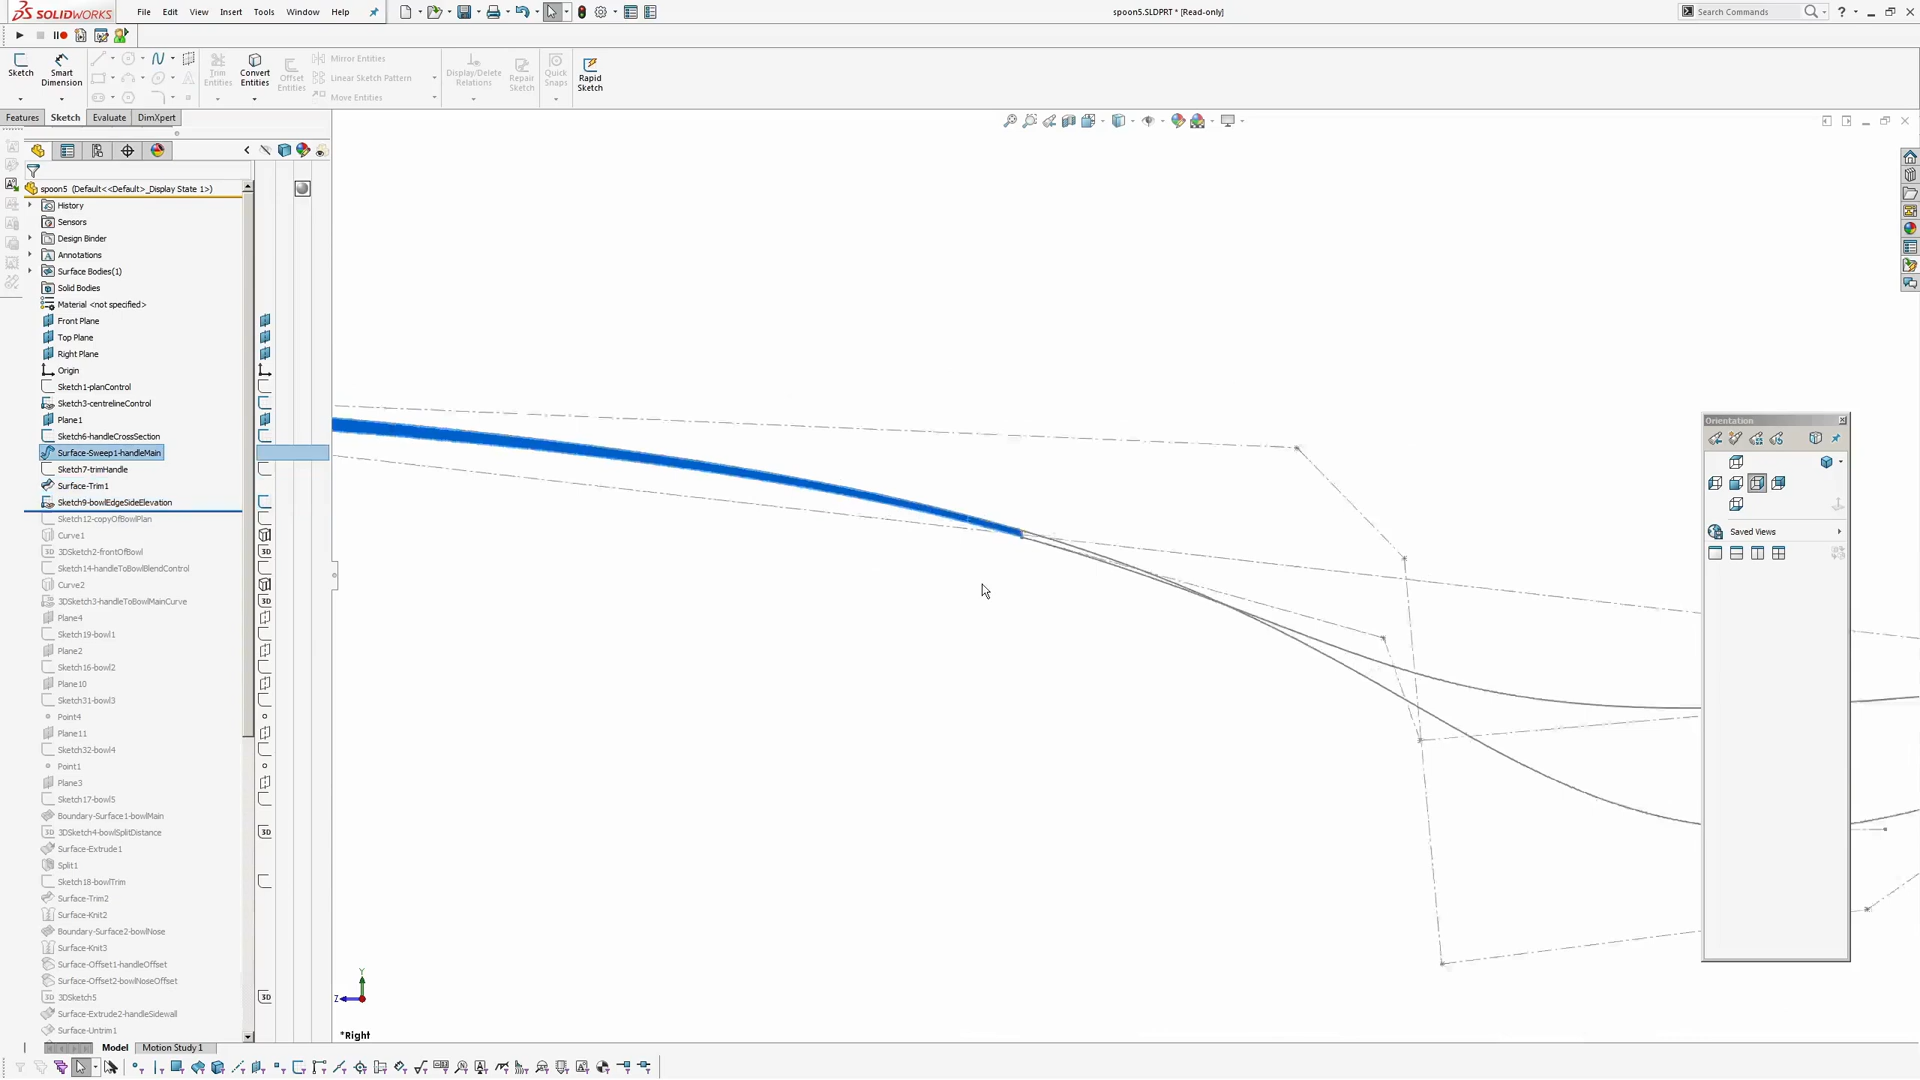 SOLIDWORKS
File
Edit
View
Insert
Tools
Window
Help
spoon5.SLDPRT * [Read-only]
Search Commands
Sketch
Smart
Dimension
Trim
Entities
Convert
Entities
Offset
Entities
Mirror Entities
Linear Sketch Pattern
Move Entities
Display/Delete
Relations
Repair
Sketch
Quick
Snaps
Rapid
Sketch
Features
Sketch
Evaluate
DimXpert
spoon5 (Default<<Default>_Display State 1>)
History
Sensors
Design Binder
Annotations
Surface Bodies(1)
Solid Bodies
Material <not specified>
Front Plane
Top Plane
Right Plane
Origin
Sketch1-planControl
Sketch3-centrelineControl
Plane1
Sketch6-handleCrossSection
Surface-Sweep1-handleMain
Sketch7-trimHandle
Surface-Trim1
Sketch9-bowlEdgeSideElevation
Sketch12-copyOfBowlPlan
Curve1
3DSketch2-frontOfBowl
Sketch14-handleToBowlBlendControl
Curve2
3DSketch3-handleToBowlMainCurve
Plane4
Sketch19-bowl1
Plane2
Sketch16-bowl2
Plane10
Sketch31-bowl3
Point4
Plane11
Sketch32-bowl4
Point1
Plane3
Sketch17-bowl5
Boundary-Surface1-bowlMain
3DSketch4-bowlSplitDistance
Surface-Extrude1
Split1
Sketch18-bowlTrim
Surface-Trim2
Surface-Knit2
Boundary-Surface2-bowlNose
Surface-Knit3
Surface-Offset1-handleOffset
Surface-Offset2-bowlNoseOffset
3DSketch5
Surface-Extrude2-handleSidewall
Surface-Untrim1
3D
3D
3D
3D
Orientation
Saved Views
Y
Z
*Right
Model
Motion Study 1